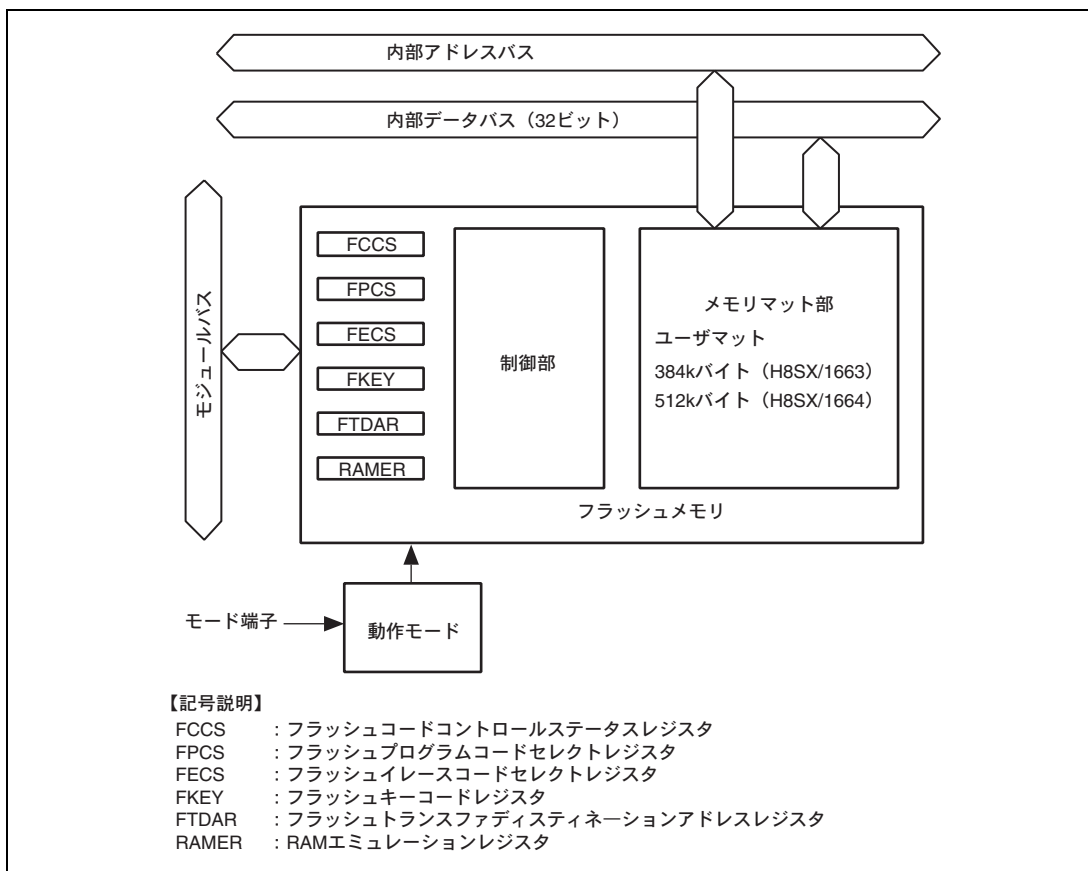 内部アドレスバス
内部データバス（32ビット）
モジュールバス
FCCS
FPCS
FECS
FKEY
FTDAR
RAMER
制御部
メモリマット部
ユーザマット
384kバイト（H8SX/1663）
512kバイト（H8SX/1664）
フラッシュメモリ
モード端子
動作モード
【記号説明】
FCCS ：フラッシュコードコントロールステータスレジスタ
FPCS ：フラッシュプログラムコードセレクトレジスタ
FECS ：フラッシュイレースコードセレクトレジスタ
FKEY ：フラッシュキーコードレジスタ
FTDAR ：フラッシュトランスファディスティネ―ションアドレスレジスタ
RAMER ：RAMエミュレーションレジスタ